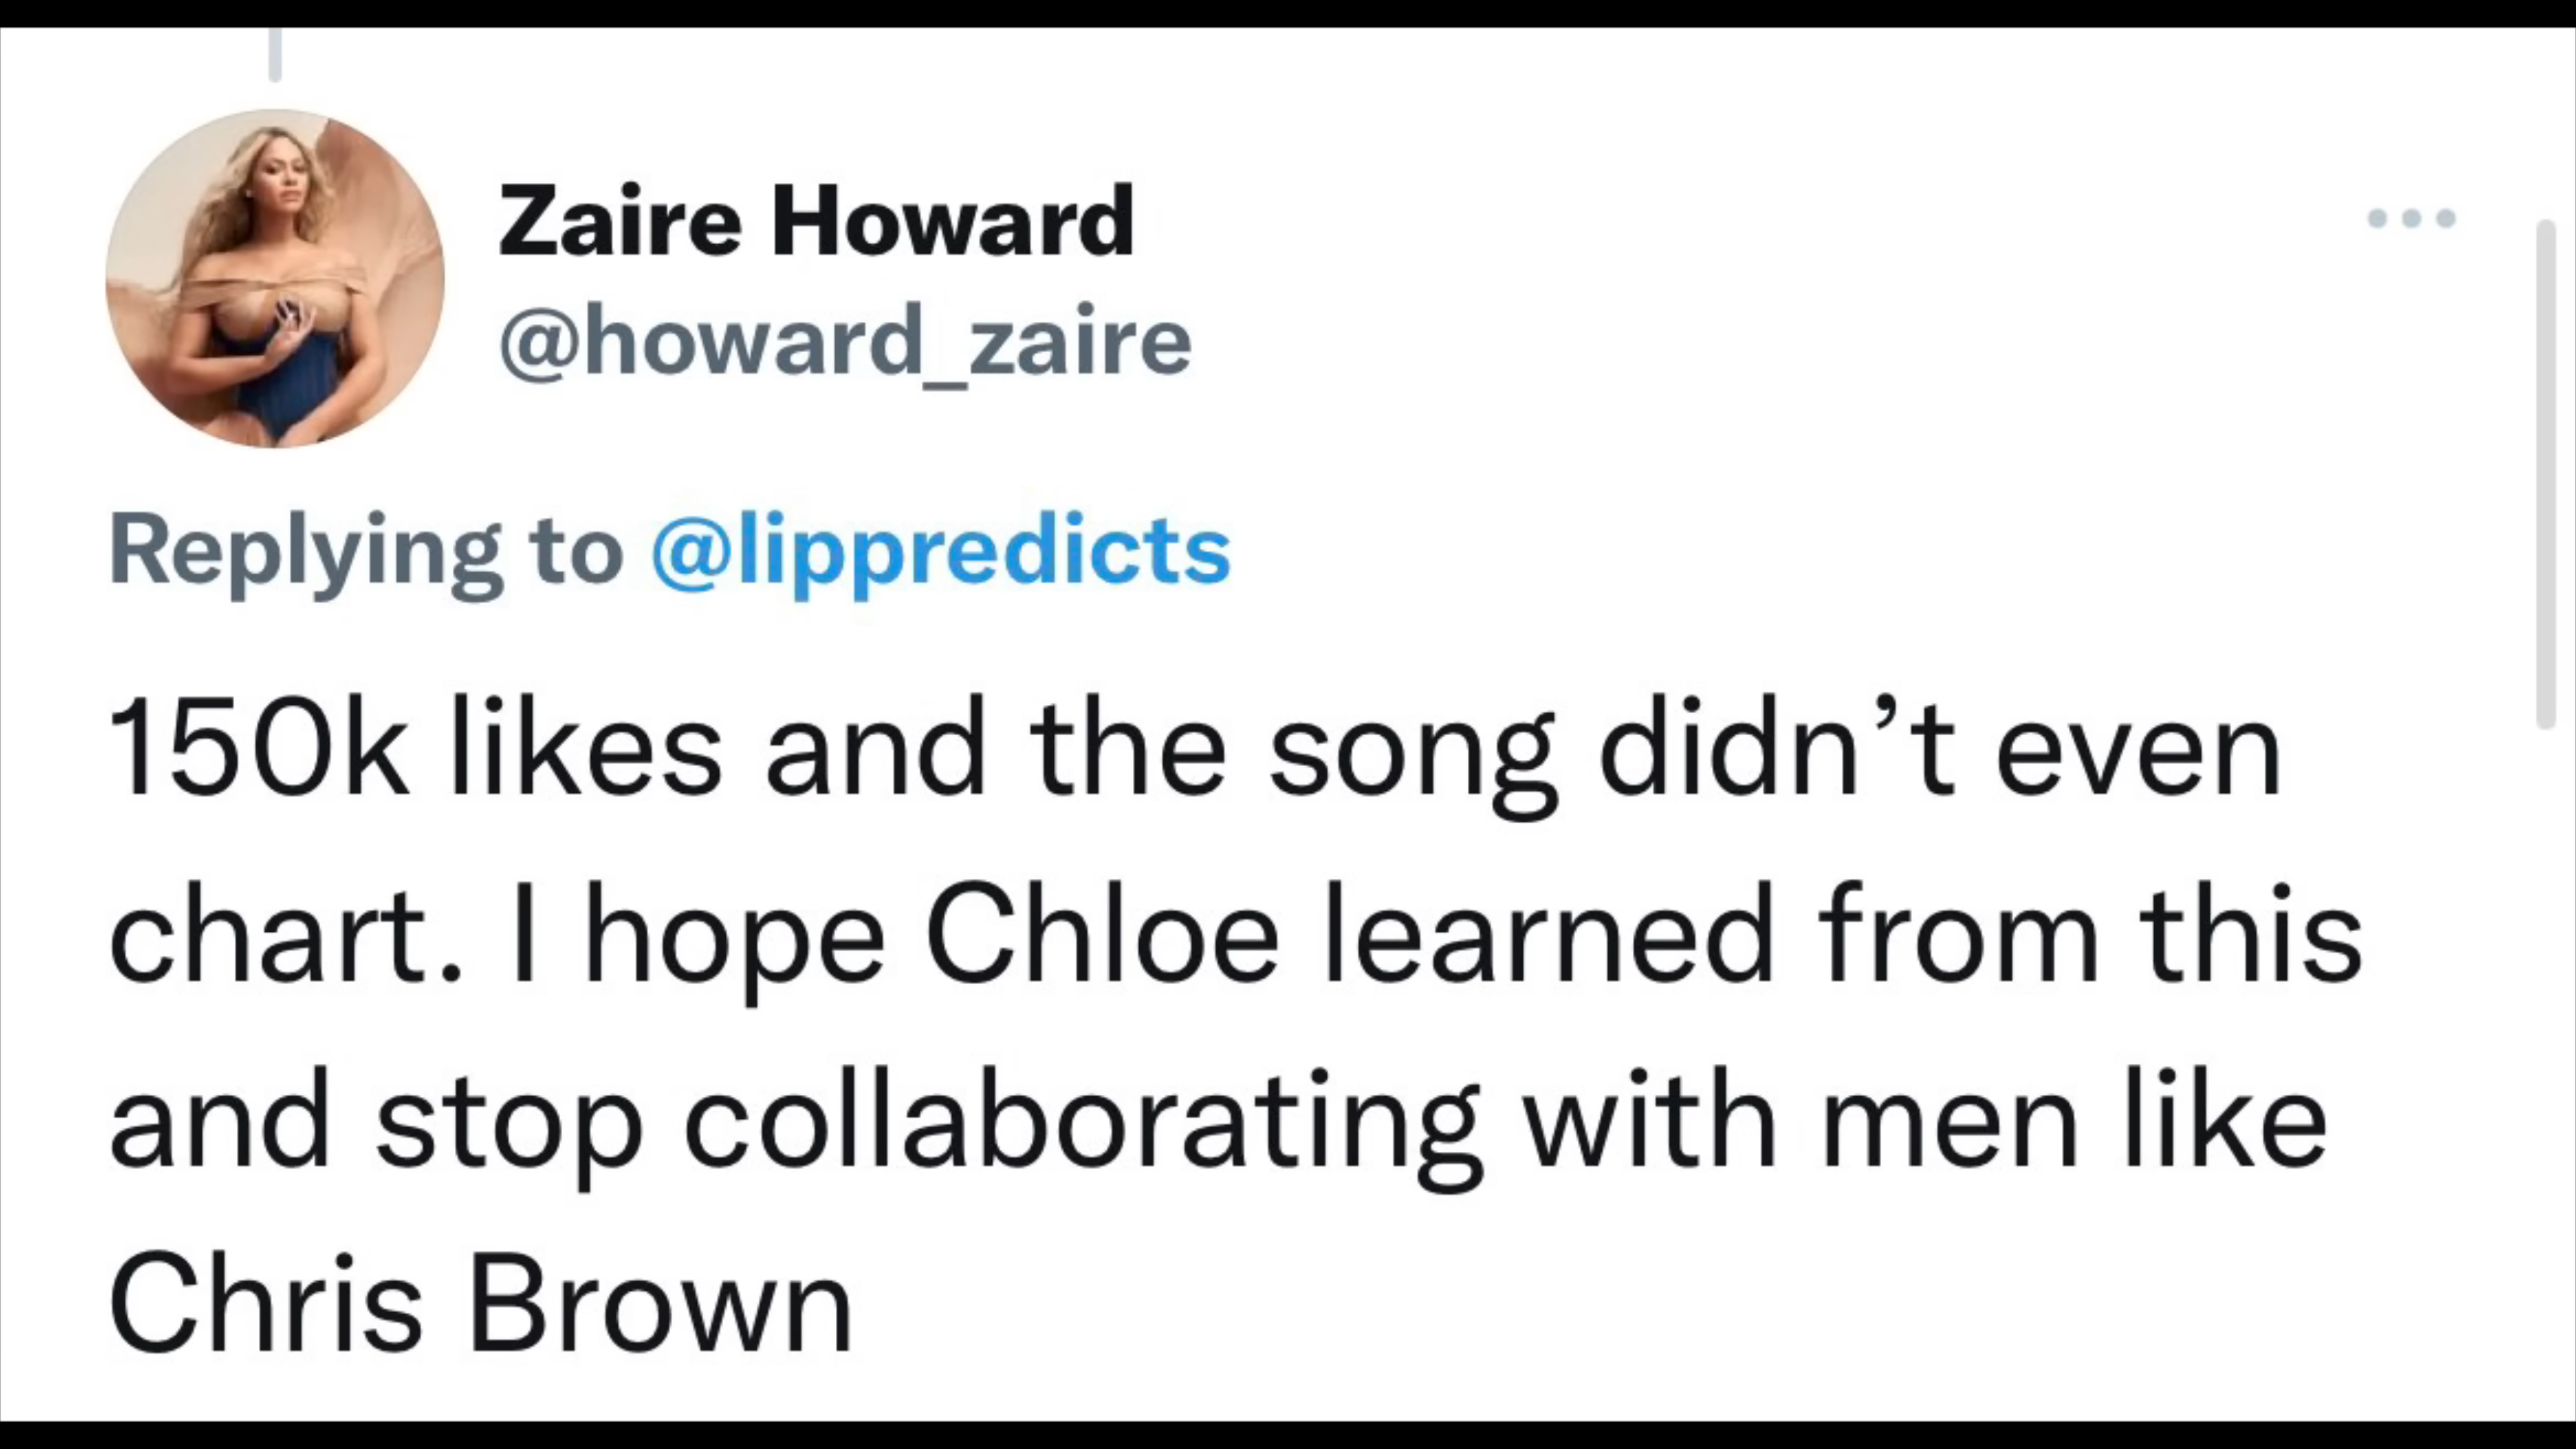 Zaire Howard
@howard_zaire
Replying to @lippredicts
150k likes and the song didn’t even
chart. I hope Chloe learned from this
and stop collaborating with men like
Chris Brown